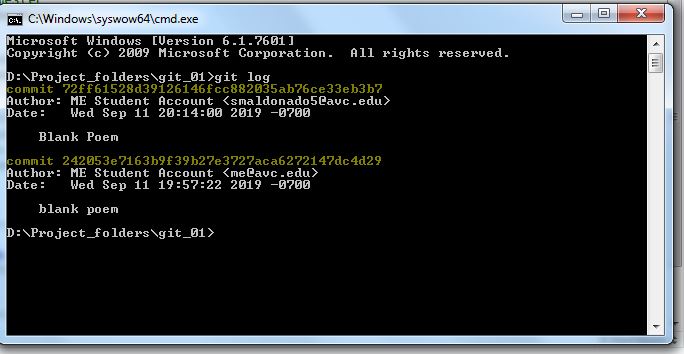 C:\Windows\syswow64\cmd.exe
Microsoft Windows [Version 6.1.7601]
Copyright (c) 2009 Microsoft Corporation.  All rights reserved.
D:\Project_folders\git_01>git log
commit 72ff61528d39126146fcc882035ab76ce33eb3b7
Author: ME Student Account <smaldonado5@avc.edu>
Date:   Wed Sep 11 20:14:00 2019 -0700
Blank Poem
commit 242053e7163b9f39b27e3727aca6272147dc4d29
Author: ME Student Account <me@avc.edu>
Date:   Wed Sep 11 19:57:22 2019 -0700
blank poem
D:\Project_folders\git_01>